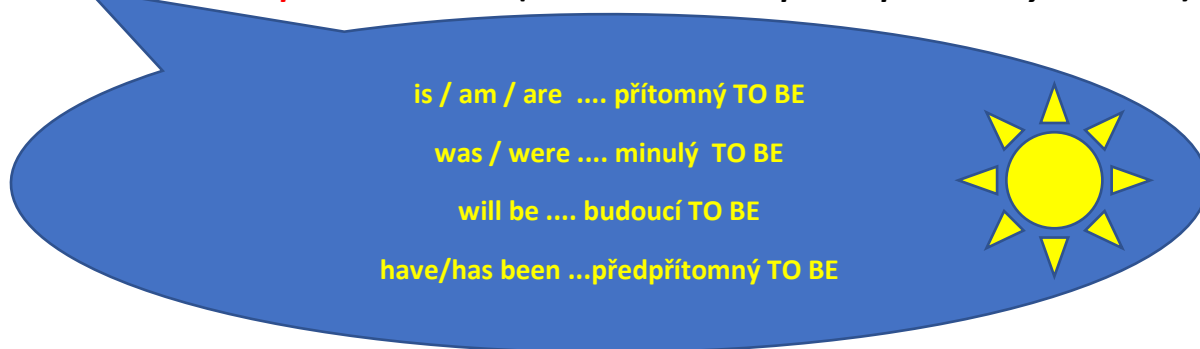 is / am / are .... přítomný TO BE
was / were .... minulý TO BE
will be .... budoucí TO BE
have/has been ...předpřítomný TO BE